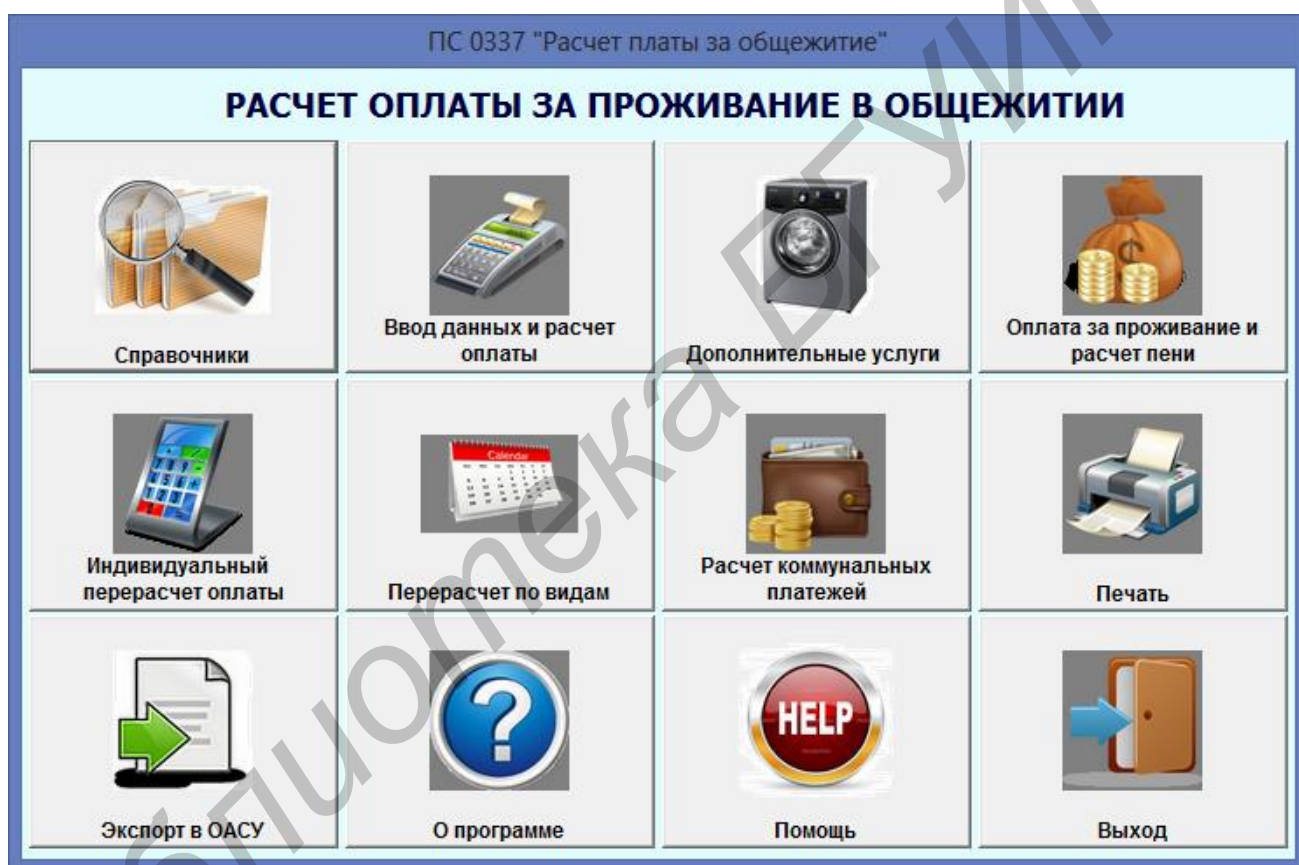 ПС 0337 "Расчет платы за общежитие"
РАСЧЕТ ОПЛАТЫ ЗА ПРОЖИВАНИЕ В ОБЩЕЖИТИИ
Справочники
Ввод данных и расчет
оплаты
Дополнительные услуги
Оплата за проживание и
расчет пени
Индивидуальный
перерасчет оплаты
Calendar
Перерасчет по видам
Расчет коммунальных
платежей
Печать
Экспорт в ОАСУ
О программе
HELP
Помощь
Выход